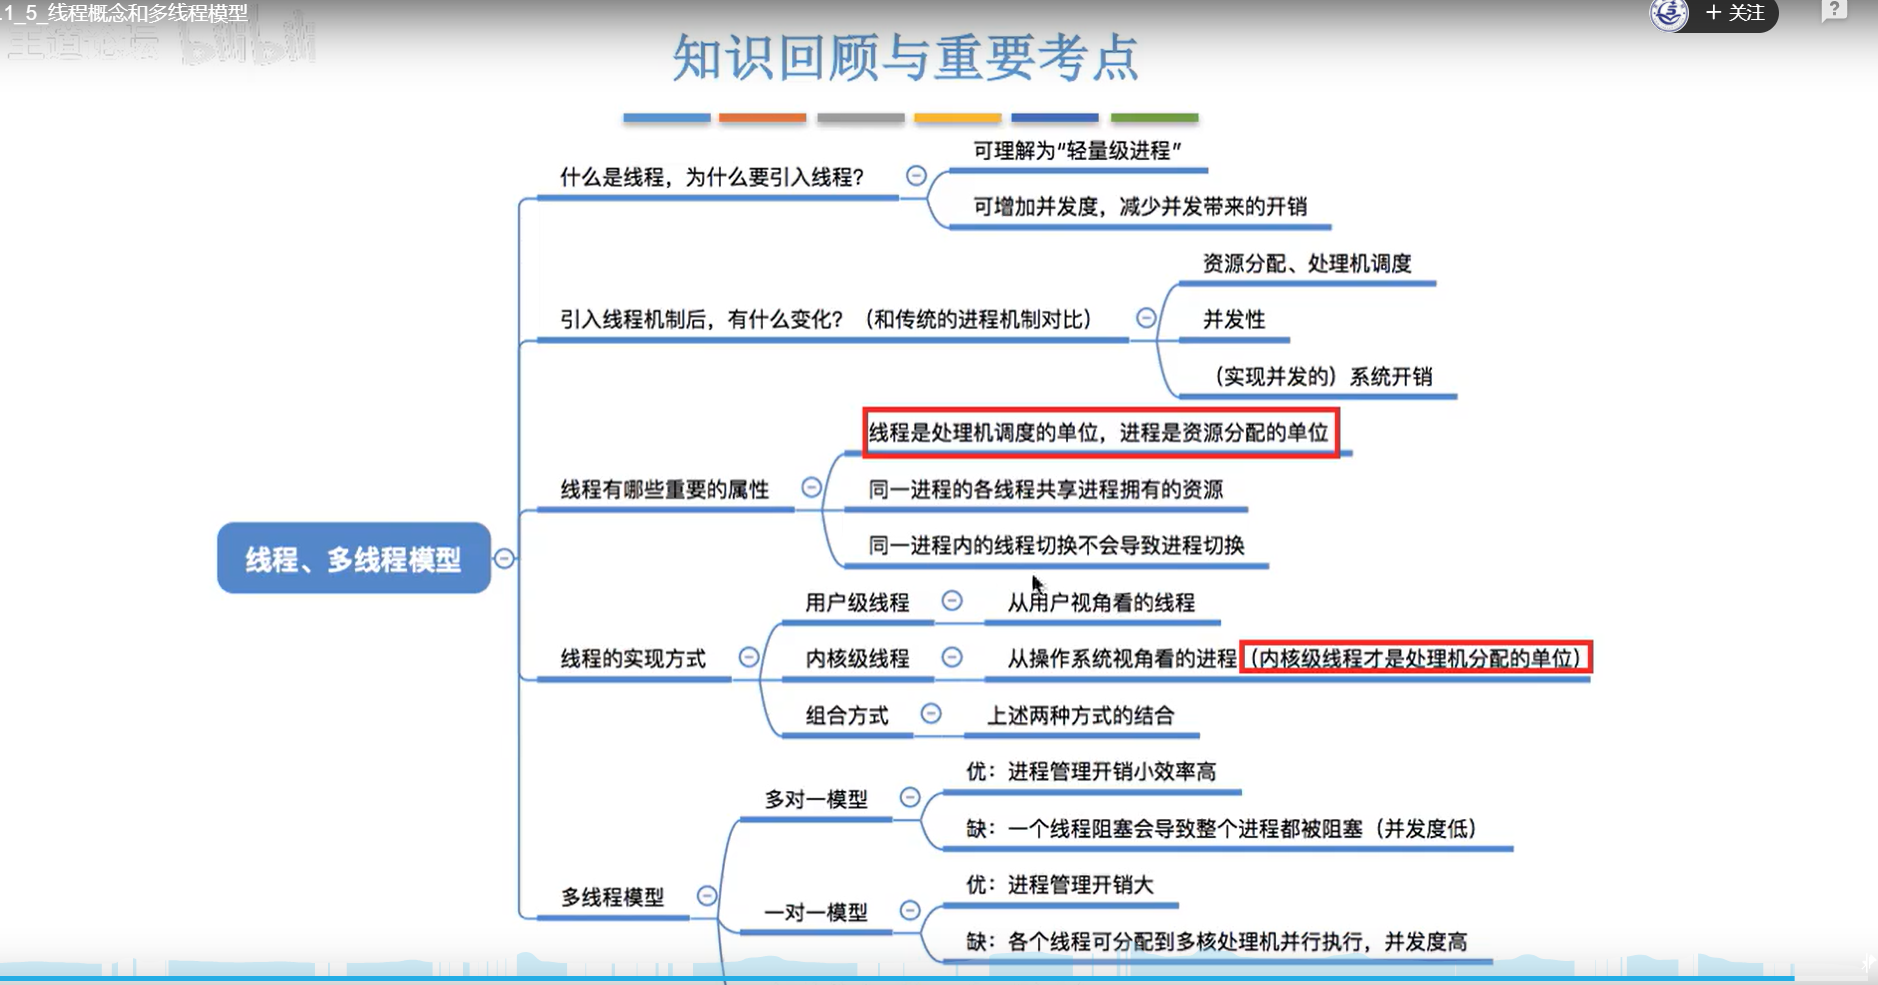 .1_5_线程概念和多线程模型
+ 关注
?
王道论坛 bilibili
知识回顾与重要考点
什么是线程，为什么要引入线程？
可理解为“轻量级进程”
可增加并发度，减少并发带来的开销
引入线程机制后，有什么变化？（和传统的进程机制对比）
资源分配、处理机调度
并发性
（实现并发的）系统开销
线程有哪些重要的属性
线程是处理机调度的单位，进程是资源分配的单位
同一进程的各线程共享进程拥有的资源
同一进程内的线程切换不会导致进程切换
线程、多线程模型
线程的实现方式
用户级线程
从用户视角看的线程
内核级线程
从操作系统视角看的进程（内核级线程才是处理机分配的单位）
组合方式
上述两种方式的结合
多线程模型
多对一模型
优：进程管理开销小效率高
缺：一个线程阻塞会导致整个进程都被阻塞（并发度低）
一对一模型
优：进程管理开销大
缺：各个线程可分配到多核处理机并行执行，并发度高